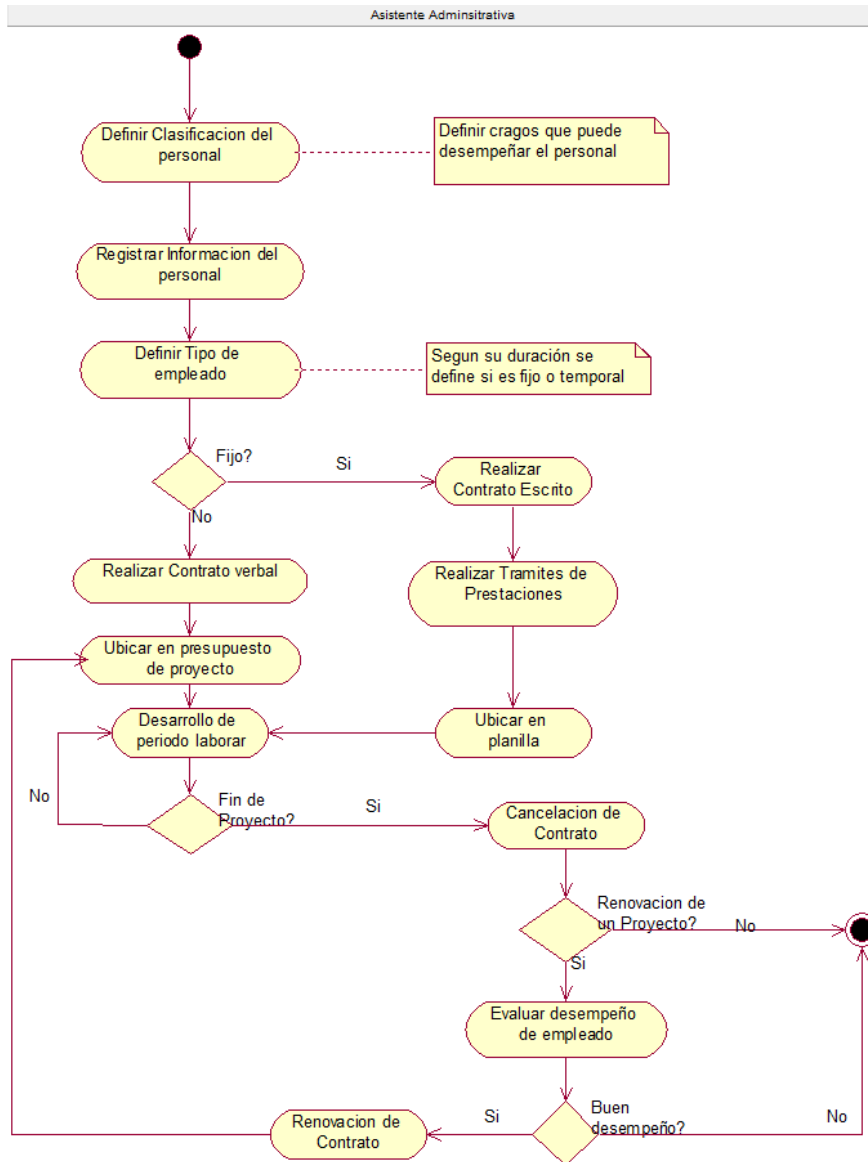 Asistente Adminsitrativa
Definir Clasificacion del
personal
Definir cragos que puede
desempeñar el personal
Registrar Informacion del
personal
Definir Tipo de
empleado
Segun su duración se
define si es fijo o temporal
Fijo?
Si
Realizar
Contrato Escrito
No
Realizar Contrato verbal
Realizar Tramites de
Prestaciones
Ubicar en presupuesto
de proyecto
Desarrollo de
periodo laborar
Ubicar en
planilla
No
Fin de
Proyecto?
Si
Cancelacion de
Contrato
Renovacion de
un Proyecto?
No
Si
Evaluar desempeño
de empleado
Buen
desempeño?
Si
No
Renovacion de
Contrato